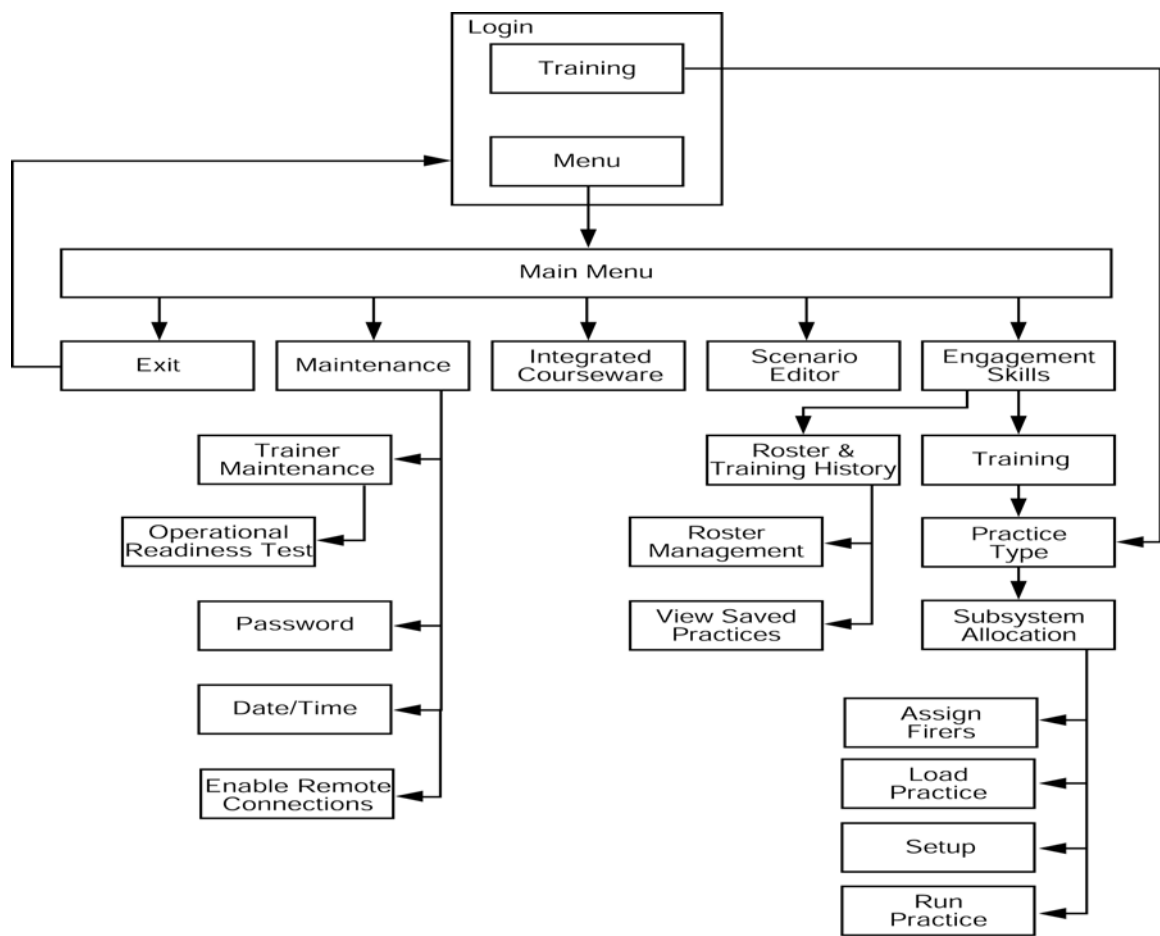 Login
Training
Menu
Main Menu
Exit
Maintenance
Integrated
Courseware
Scenario
Editor
Engagement
Skills
Trainer
Maintenance
Roster &
Training History
Training
Operational
Readiness Test
Roster
Management
Practice
Type
Password
View Saved
Practices
Subsystem
Allocation
Date/Time
Assign
Firers
Enable Remote
Connections
Load
Practice
Setup
Run
Practice